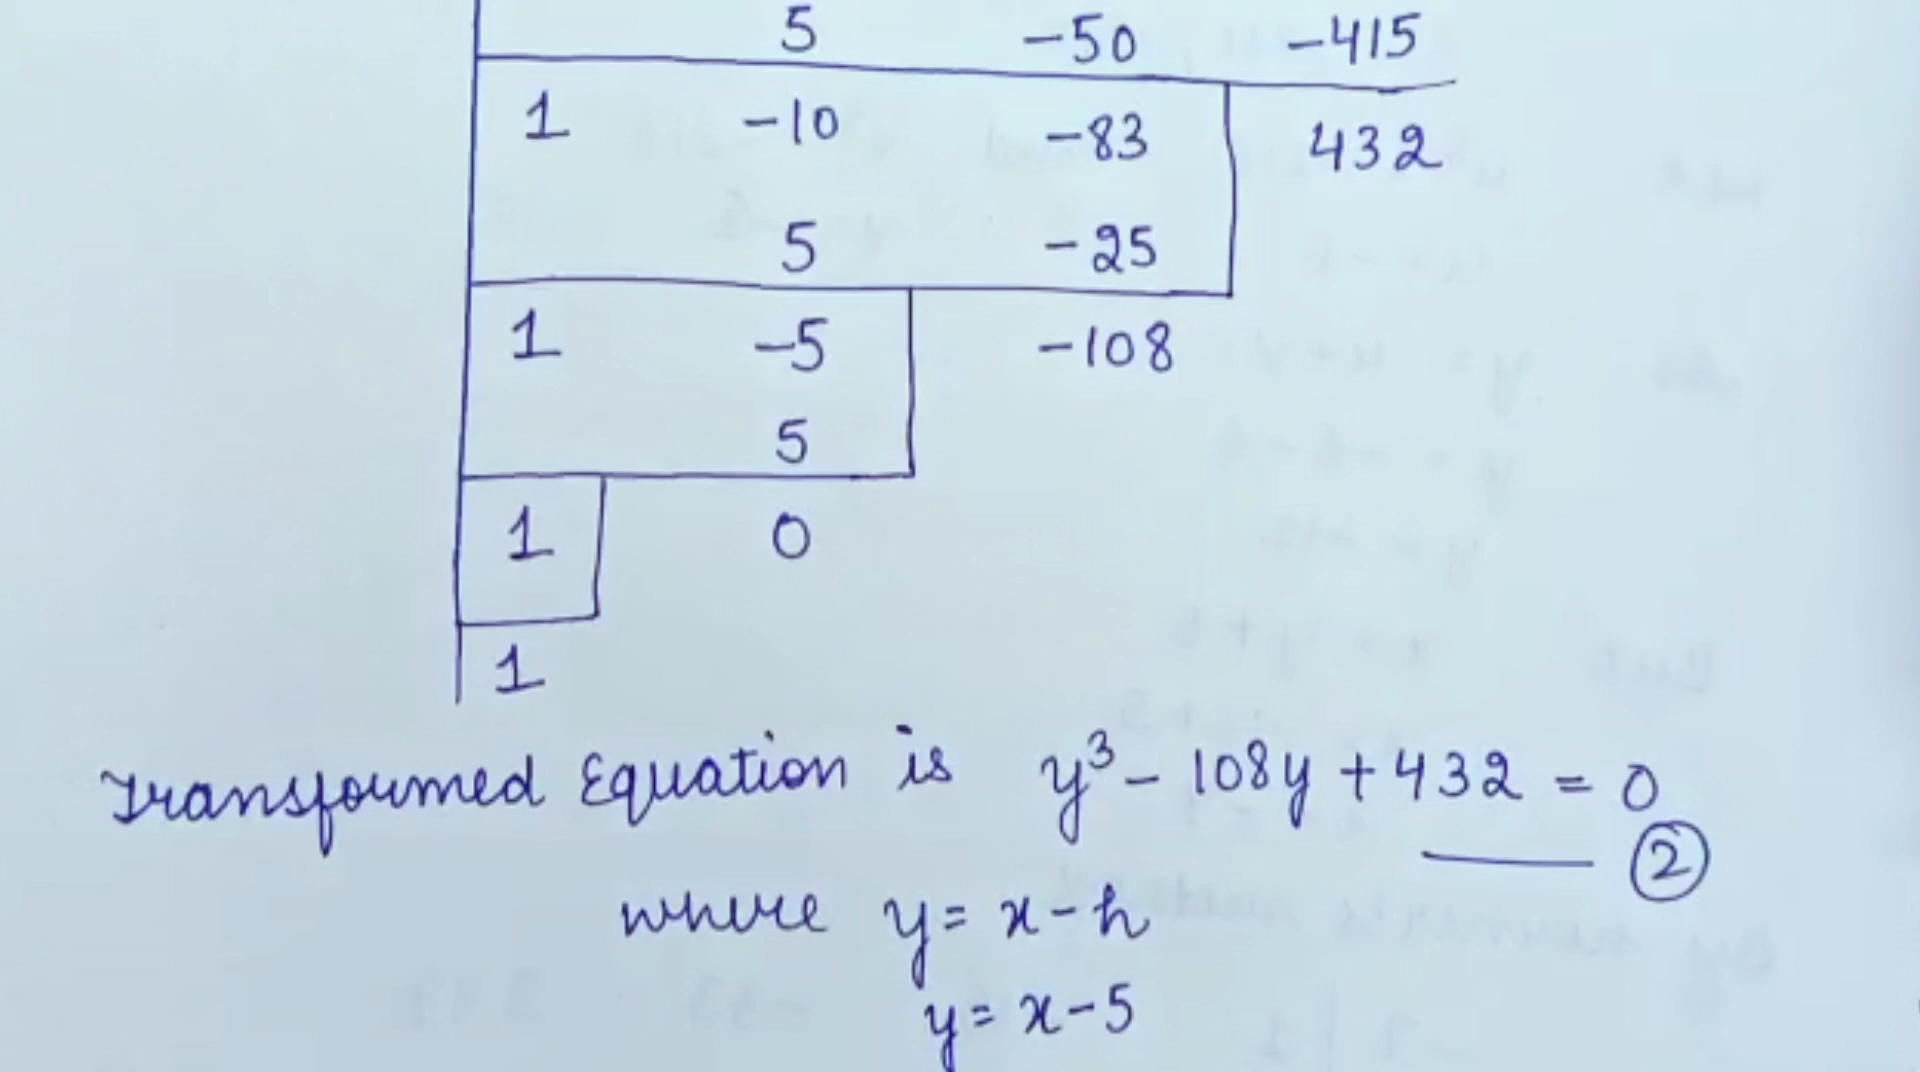 5 -50 -415
1 -10 -83 432
5 -25
1 -5 -108
5
1 0
1
Transformed Equation is y³ - 108y + 432 = 0
②
where y = x - h
y = x - 5